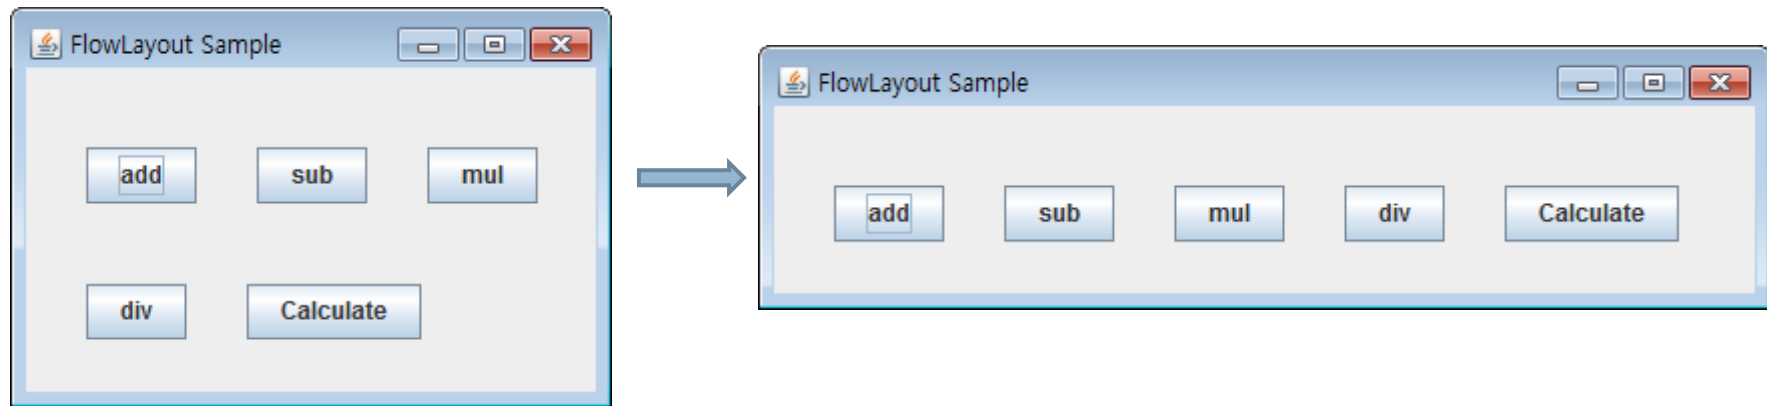 FlowLayout Sample
add sub mul
div Calculate
FlowLayout Sample
add sub mul div Calculate